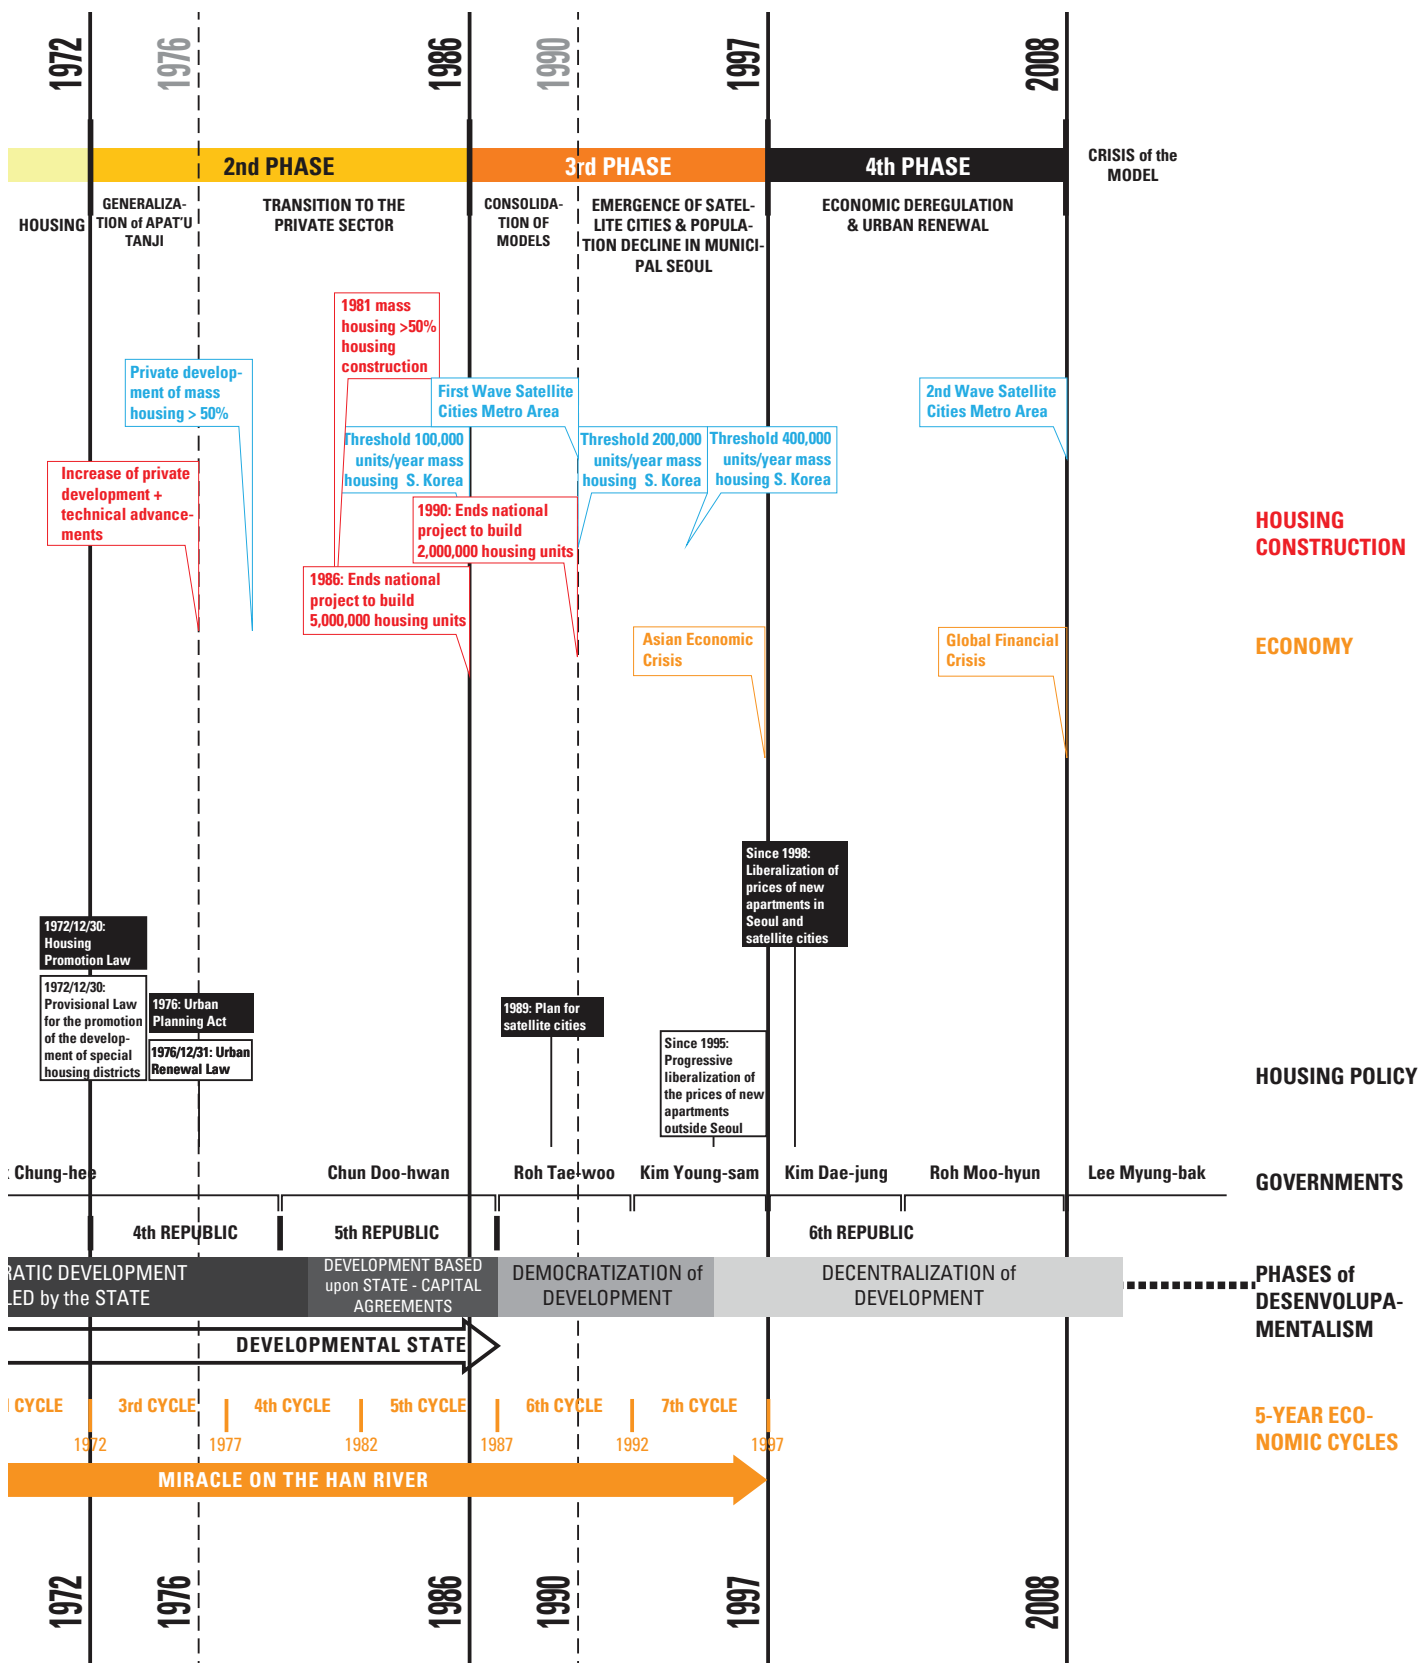 1972
1976
1986
1990
1997
2008
2nd PHASE
3rd PHASE
4th PHASE
CRISIS of the
MODEL
HOUSING
GENERALIZA-
TION of APAT'U
TANJI
TRANSITION TO THE
PRIVATE SECTOR
CONSOLIDA-
TION OF
MODELS
EMERGENCE OF SATEL-
LITE CITIES & POPULA-
TION DECLINE IN MUNICI-
PAL SEOUL
ECONOMIC DEREGULATION
& URBAN RENEWAL
1981 mass
housing >50%
housing
construction
Private develop-
ment of mass
housing > 50%
First Wave Satellite
Cities Metro Area
2nd Wave Satellite
Cities Metro Area
Threshold 100,000
units/year mass
housing S. Korea
Threshold 200,000
units/year mass
housing S. Korea
Threshold 400,000
units/year mass
housing S. Korea
Increase of private
development +
technical advance-
ments
1990: Ends national
project to build
2,000,000 housing units
1986: Ends national
project to build
5,000,000 housing units
HOUSING
CONSTRUCTION
Asian Economic
Crisis
Global Financial
Crisis
ECONOMY
Since 1998:
Liberalization of
prices of new
apartments in
Seoul and
satellite cities
1972/12/30:
Housing
Promotion Law
1972/12/30:
Provisional Law
for the promotion
of the develop-
ment of special
housing districts
1976: Urban
Planning Act
1976/12/31: Urban
Renewal Law
1989: Plan for
satellite cities
Since 1995:
Progressive
liberalization of
the prices of new
apartments
outside Seoul
HOUSING POLICY
Chung-hee
Chun Doo-hwan
Roh Tae-woo
Kim Young-sam
Kim Dae-jung
Roh Moo-hyun
Lee Myung-bak
GOVERNMENTS
4th REPUBLIC
5th REPUBLIC
6th REPUBLIC
RATIC DEVELOPMENT
LED by the STATE
DEVELOPMENT BASED
upon STATE - CAPITAL
AGREEMENTS
DEMOCRATIZATION of
DEVELOPMENT
DECENTRALIZATION of
DEVELOPMENT
PHASES of
DESENVOLUPA-
MENTALISM
DEVELOPMENTAL STATE
CYCLE
3rd CYCLE
4th CYCLE
5th CYCLE
6th CYCLE
7th CYCLE
1972
1977
1982
1987
1992
1997
5-YEAR ECO-
NOMIC CYCLES
MIRACLE ON THE HAN RIVER
1972
1976
1986
1990
1997
2008